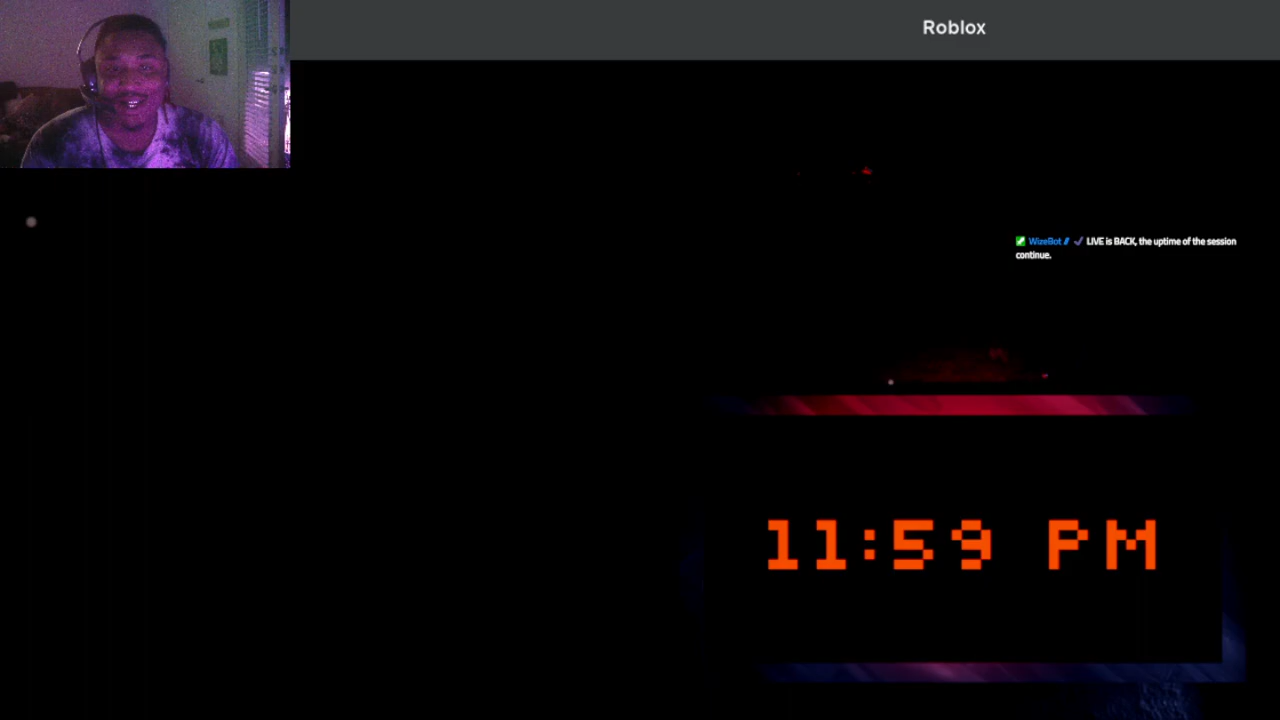 Roblox
WizeBot // ✓ LIVE is BACK, the uptime of the session
continue.
11:59 PM